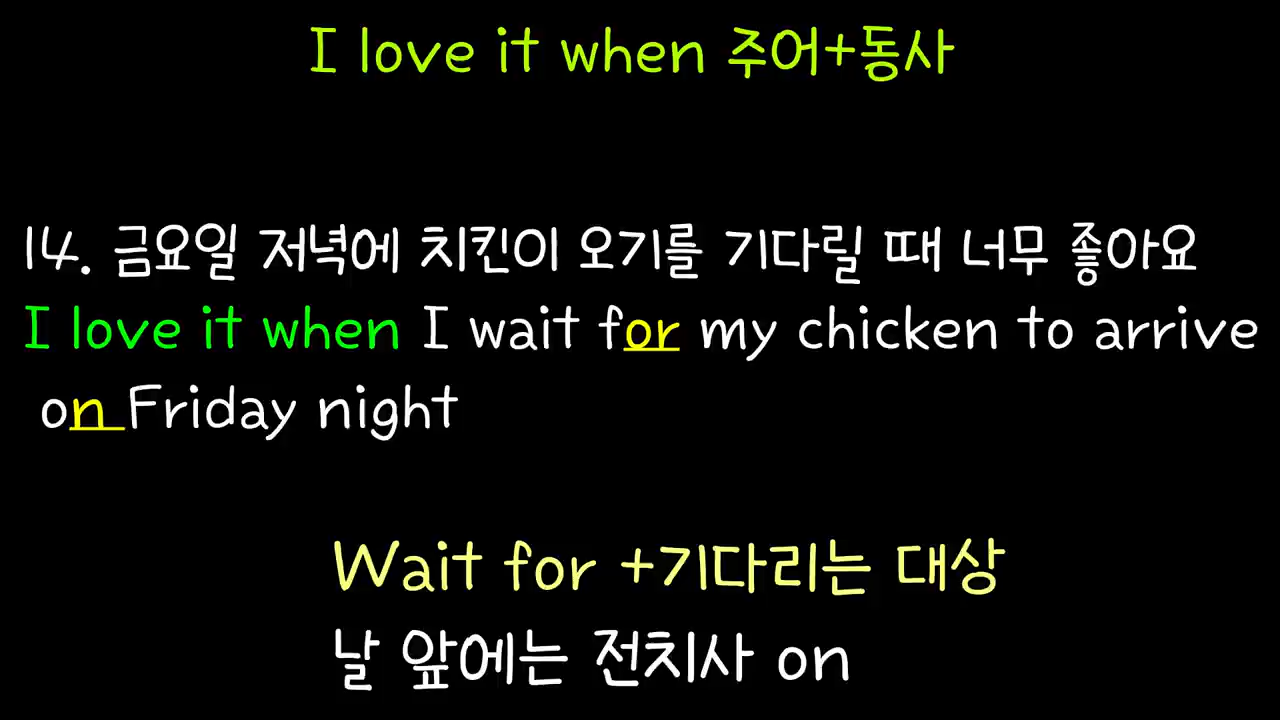 I love it when 주어+동사
14. 금요일 저녁에 치킨이 오기를 기다릴 때 너무 좋아요
I love it when I wait for my chicken to arrive
on Friday night
Wait for +기다리는 대상
날 앞에는 전치사 on